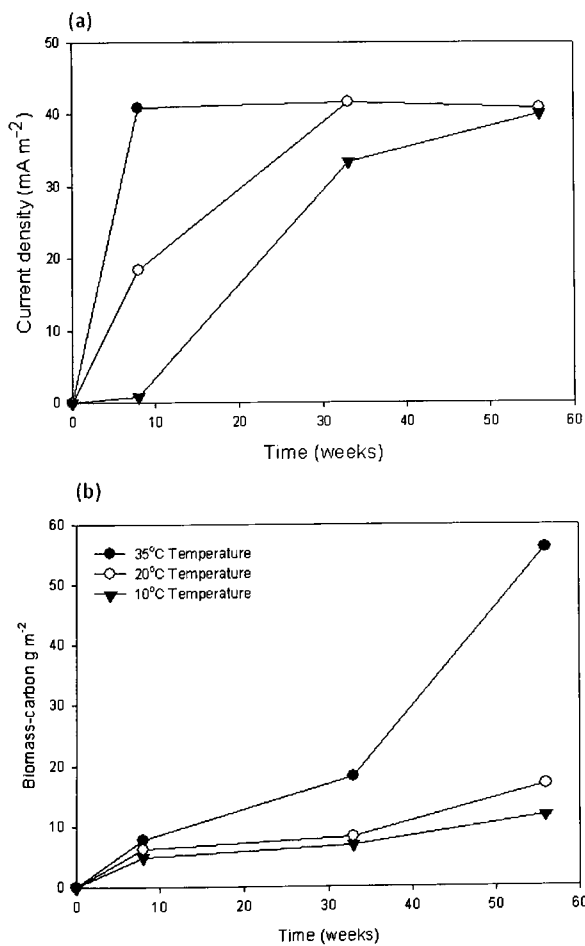 (a)
50
40
30
20
10
0
Current density (mA m⁻²)
0 10 20 30 40 50 60
Time (weeks)
(b)
60
50
40
30
20
10
0
Biomass-carbon g m⁻²
35°C Temperature
20°C Temperature
10°C Temperature
0 10 20 30 40 50 60
Time (weeks)